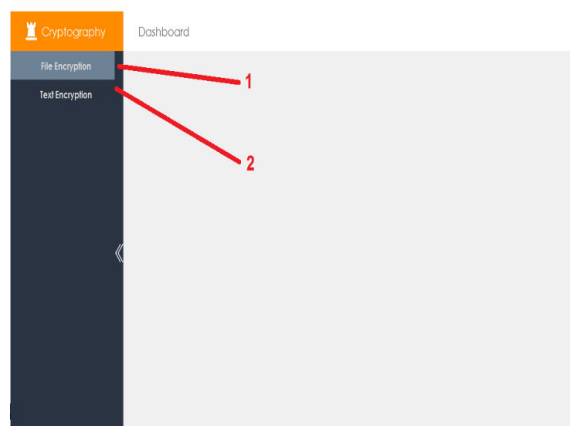 Cryptography
Dashboard
File Encryption
1
Text Encryption
2